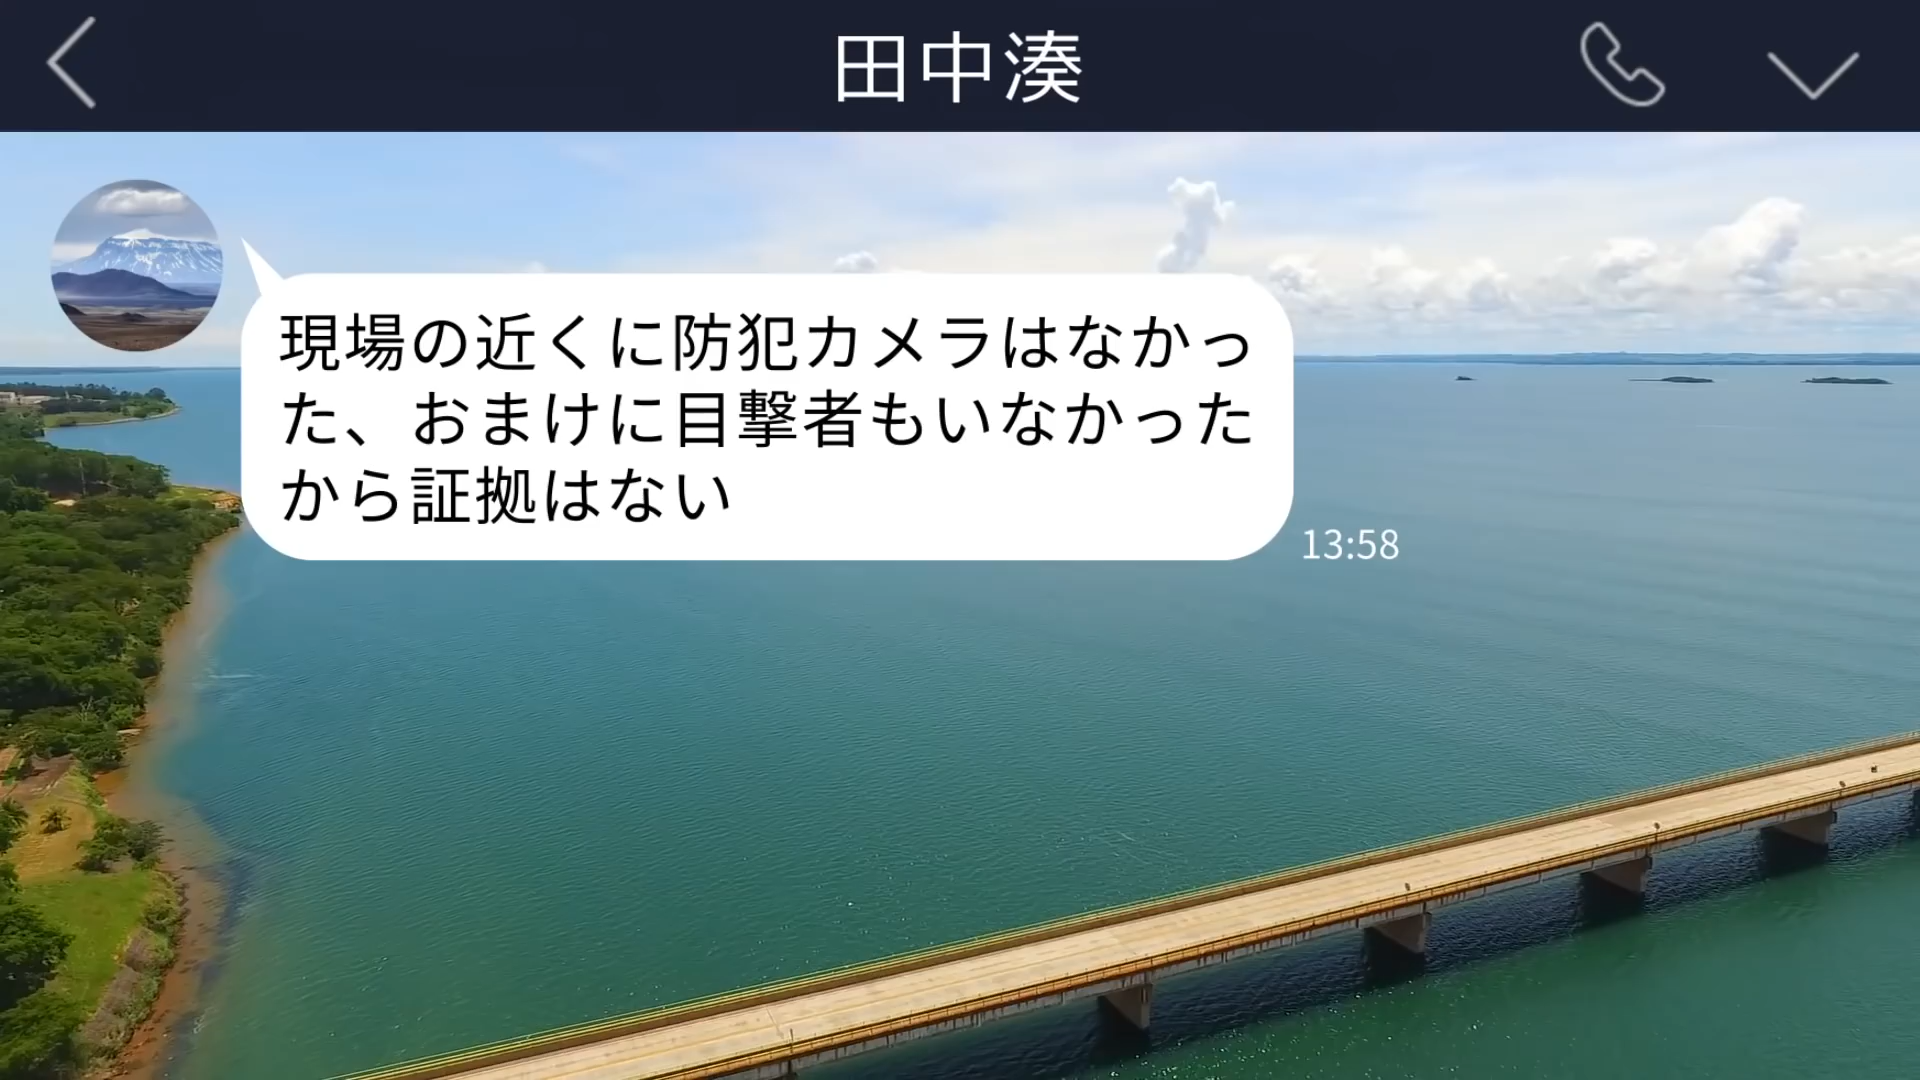 田中湊
現場の近くに防犯カメラはなかっ
た、おまけに目撃者もいなかった
から証拠はない
13:58